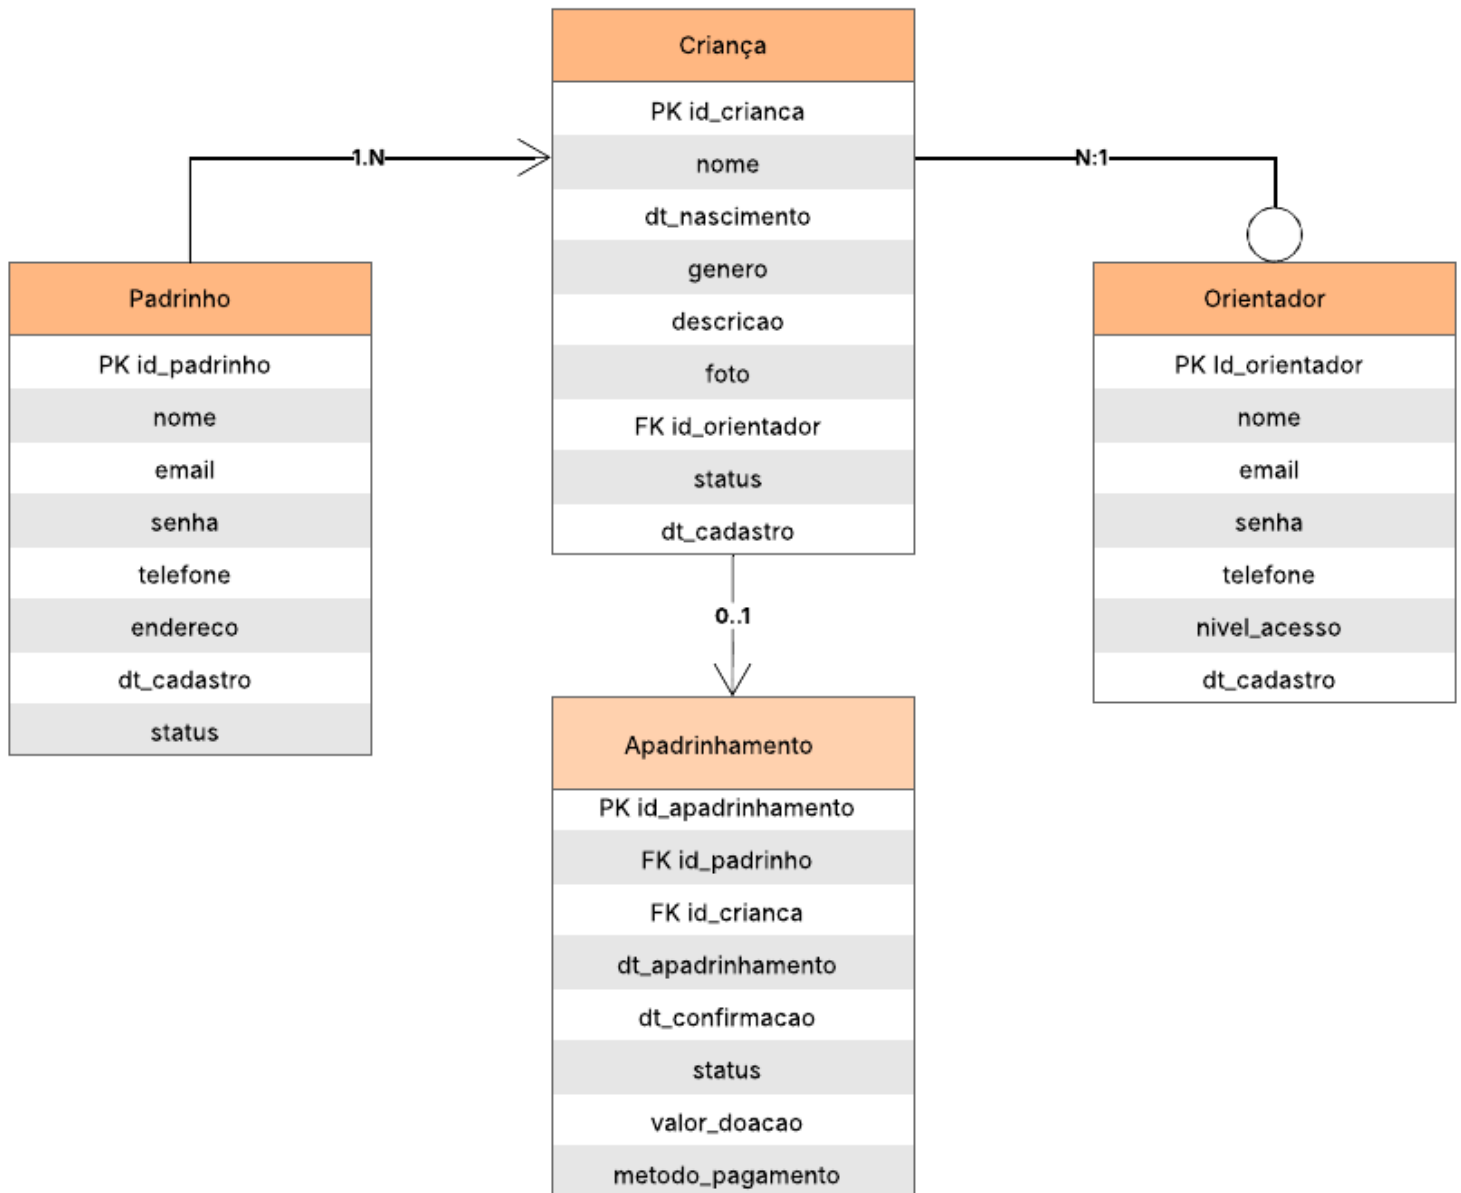 Criança
PK id_crianca
nome
dt_nascimento
genero
descricao
foto
FK id_orientador
status
dt_cadastro
1.N
N:1
Padrinho
PK id_padrinho
nome
email
senha
telefone
endereco
dt_cadastro
status
Orientador
PK Id_orientador
nome
email
senha
telefone
nivel_acesso
dt_cadastro
0..1
Apadrinhamento
PK id_apadrinhamento
FK id_padrinho
FK id_crianca
dt_apadrinhamento
dt_confirmacao
status
valor_doacao
metodo_pagamento